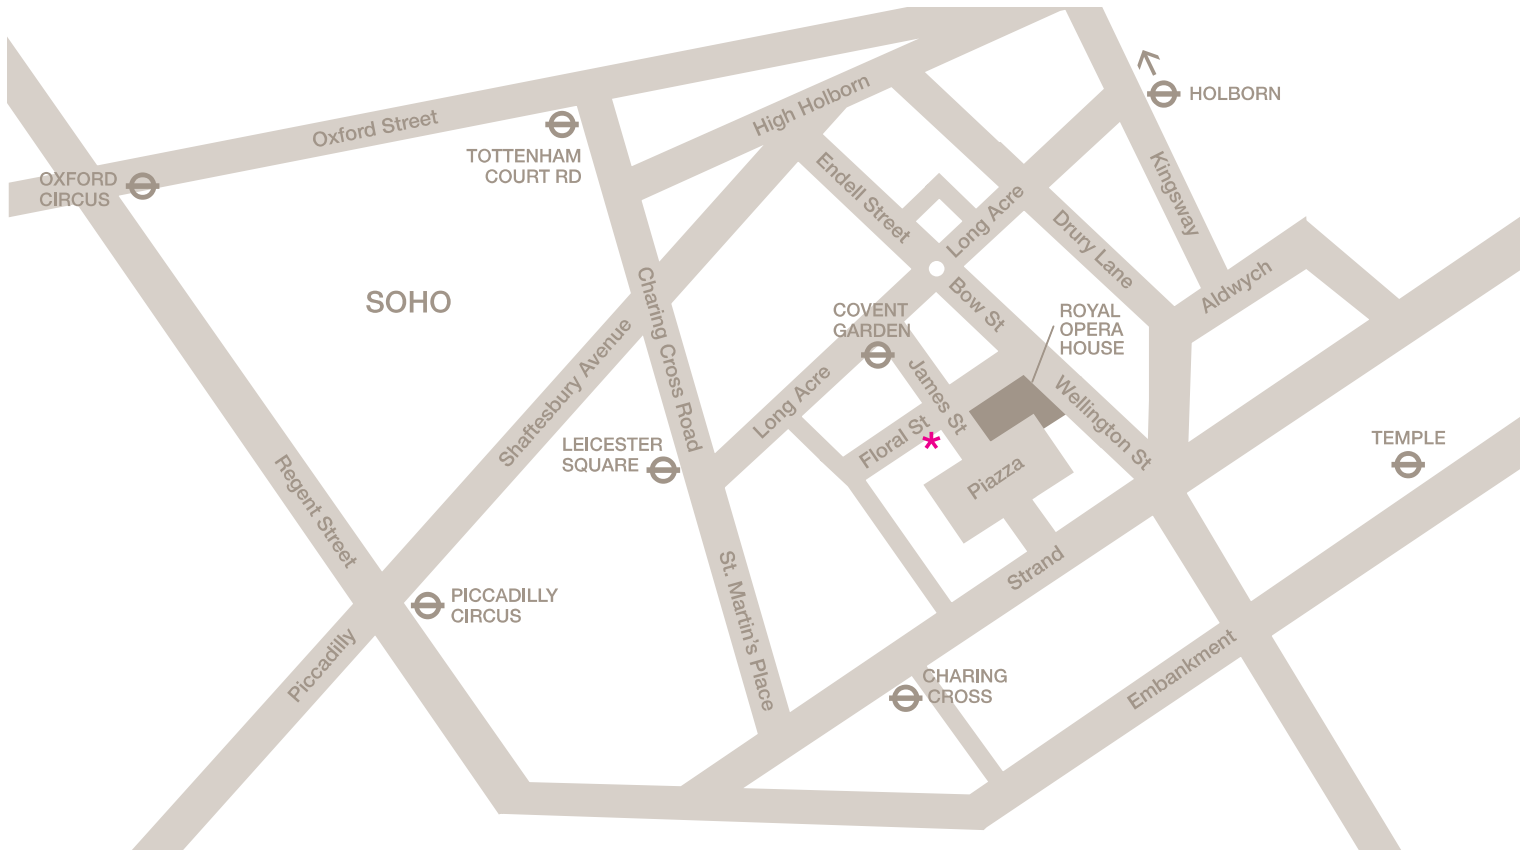 High Holborn
HOLBORN
Oxford Street
TOTTENHAM
COURT RD
OXFORD
CIRCUS
Endell Street
Long Acre
Kingsway
Drury Lane
Aldwych
SOHO
Charing Cross Road
Bow St
COVENT
GARDEN
ROYAL
OPERA
HOUSE
Shaftesbury Avenue
Long Acre
James St
Wellington St
Floral St
*
LEICESTER
SQUARE
Piazza
TEMPLE
Regent Street
Strand
St. Martin's Place
PICCADILLY
CIRCUS
Piccadilly
CHARING
CROSS
Embankment